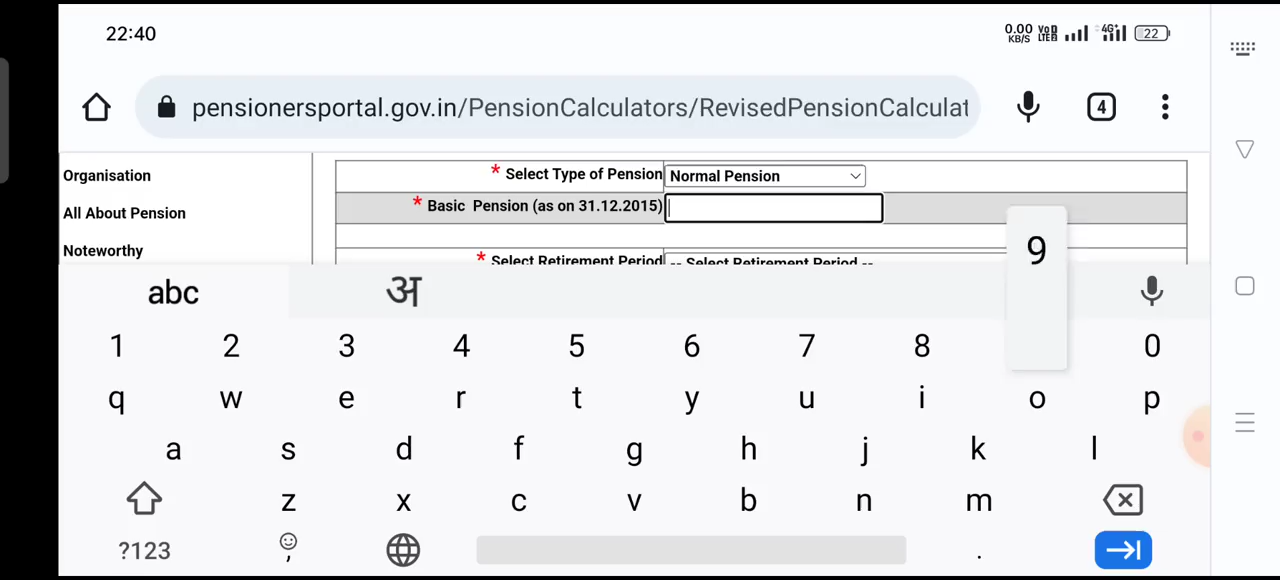 22:40
0.00 KB/S VoD LTE2 4G+ 22
pensionersportal.gov.in/PensionCalculators/RevisedPensionCalculat
4
Organisation
* Select Type of Pension Normal Pension
All About Pension
* Basic Pension (as on 31.12.2015)
Noteworthy
* Select Retirement Period -- Select Retirement Period --
9
abc अ
1 2 3 4 5 6 7 8 0
q w e r t y u i o p
a s d f g h j k l
z x c v b n m
?123 , .